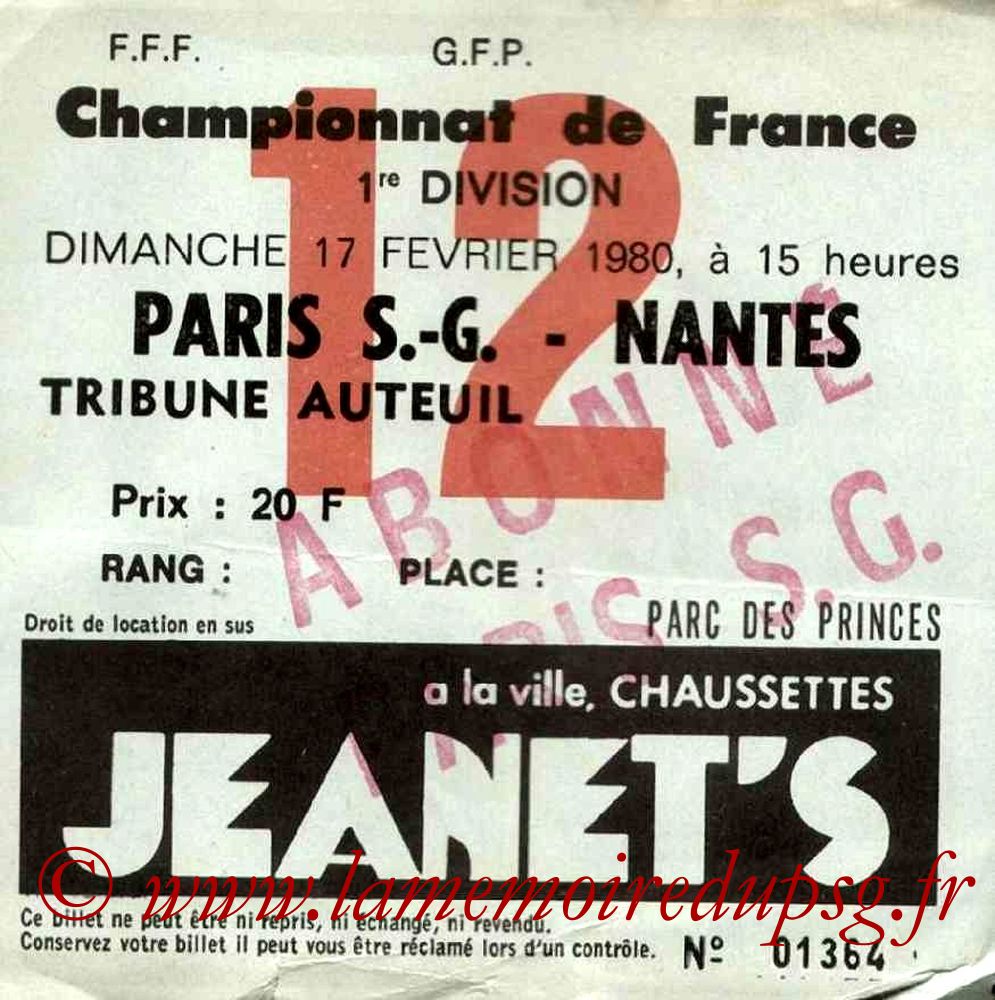 F.F.F. G.F.P.
12
Championnat de France
1re DIVISION
DIMANCHE 17 FEVRIER 1980, à 15 heures
PARIS S.-G. - NANTES
TRIBUNE AUTEUIL
Prix : 20 F
ABONNE
RANG : PLACE :
S.G.
PARC DES PRINCES
Droit de location en sus
a la ville, CHAUSSETTES
JEANET'S
© www.lamemoiredupsg.fr
Ce billet ne peut être ni repris, ni échangé, ni revendu.
Conservez votre billet il peut vous être réclamé lors d'un contrôle.
Nº 01364